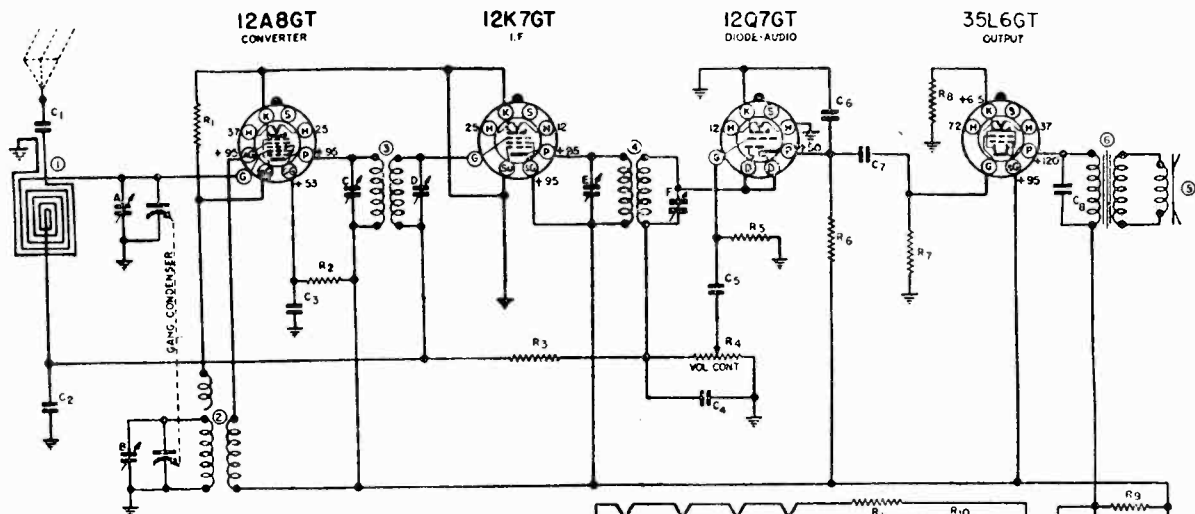 12A8GT 12K7GT 12Q7GT 35L6GT
CONVERTER I.F DIODE-AUDIO OUTPUT
C1
R1
K S
37 H H 25
+95 P +95
G
+53
1
A
GANG CONDENSER
R2
C3
C2
B
2
3
C D
K S
25 H H 12
G P +95
SU SG
+95
4
E F
R3
K S
12 H H
G P +50
D D
C6
C7
R5
C5
R6
R4
VOL CONT
C4
R8
+6.5
K S
72 H H 37
G SG P
+120
+95
R7
C8
6
5
R9
R10